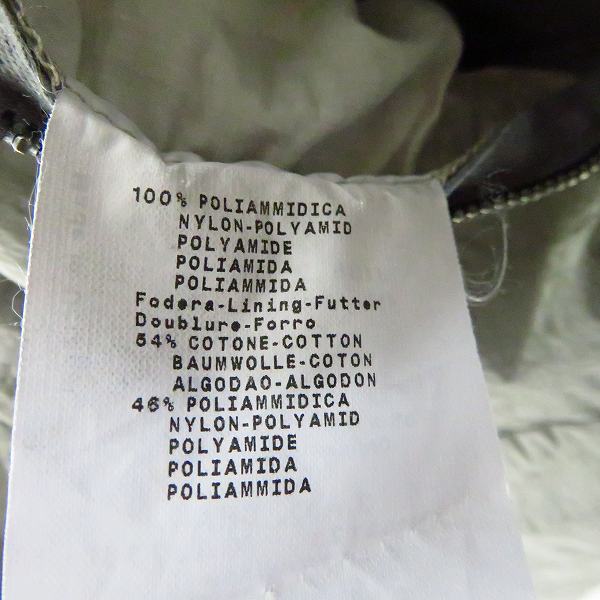 100% POLIAMMIDICA
NYLON-POLYAMID
POLYAMIDE
POLIAMIDA
POLIAMMIDA
Fodera-Lining-Futter
Doublure-Forro
54% COTONE-COTTON
BAUMWOLLE-COTON
ALGODAO-ALGODON
46% POLIAMMIDICA
NYLON-POLYAMID
POLYAMIDE
POLIAMIDA
POLIAMMIDA